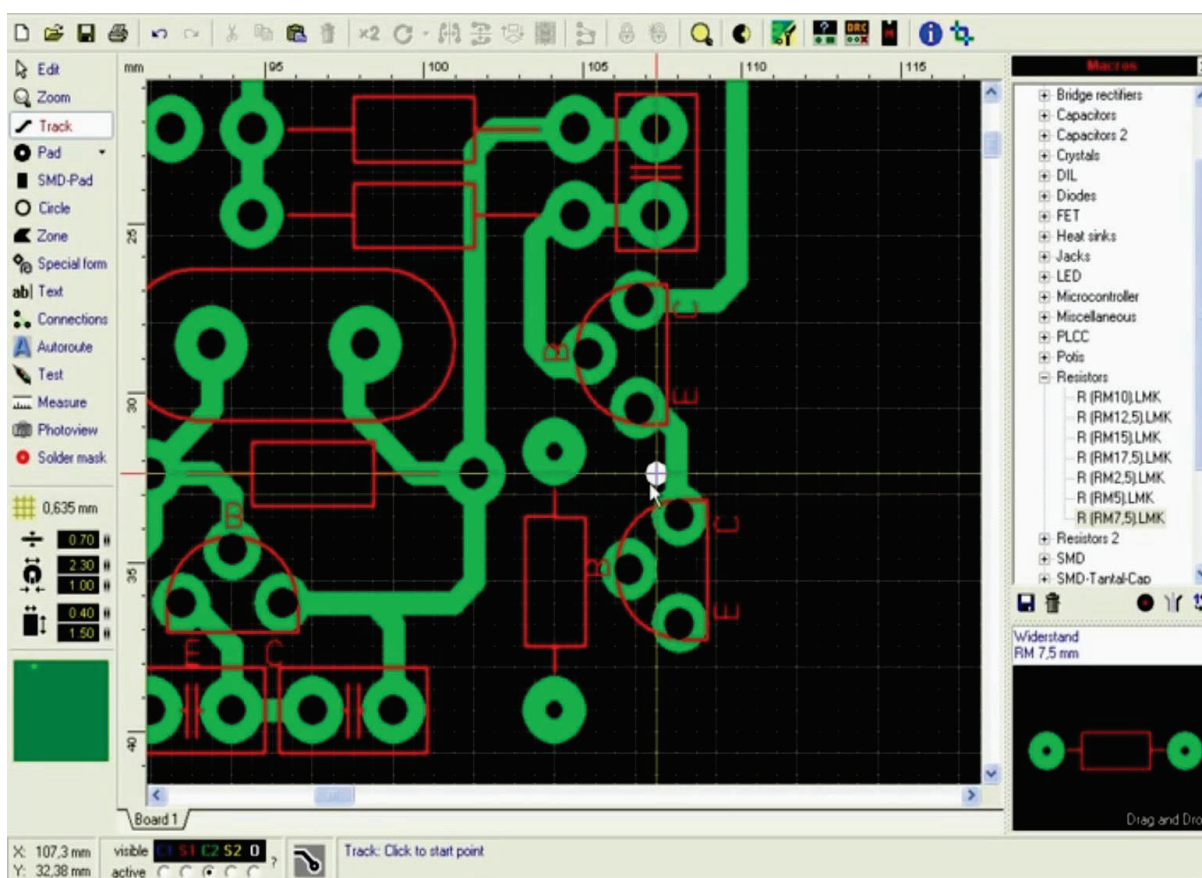 ×2
DRC
mm
95
100
105
110
115
Macros
Edit
Zoom
Track
Pad
SMD-Pad
Circle
Zone
Special form
ab| Text
Connections
Autoroute
Test
Measure
Photoview
Solder mask
0,635 mm
0.70
2.30
1.00
0.40
1.50
25
30
35
40
C
B
E
B
C
B
E
E
C
Bridge rectifiers
Capacitors
Capacitors 2
Crystals
DIL
Diodes
FET
Heat sinks
Jacks
LED
Microcontroller
Miscellaneous
PLCC
Potis
Resistors
R (RM10).LMK
R (RM12,5).LMK
R (RM15).LMK
R (RM17,5).LMK
R (RM2,5).LMK
R (RM5).LMK
R (RM7,5).LMK
Resistors 2
SMD
SMD-Tantal-Cap
Widerstand
RM 7,5 mm
Drag and Dro
Board 1
X: 107,3 mm
Y: 32,38 mm
visible C1 S1 C2 S2 O
active
?
Track: Click to start point